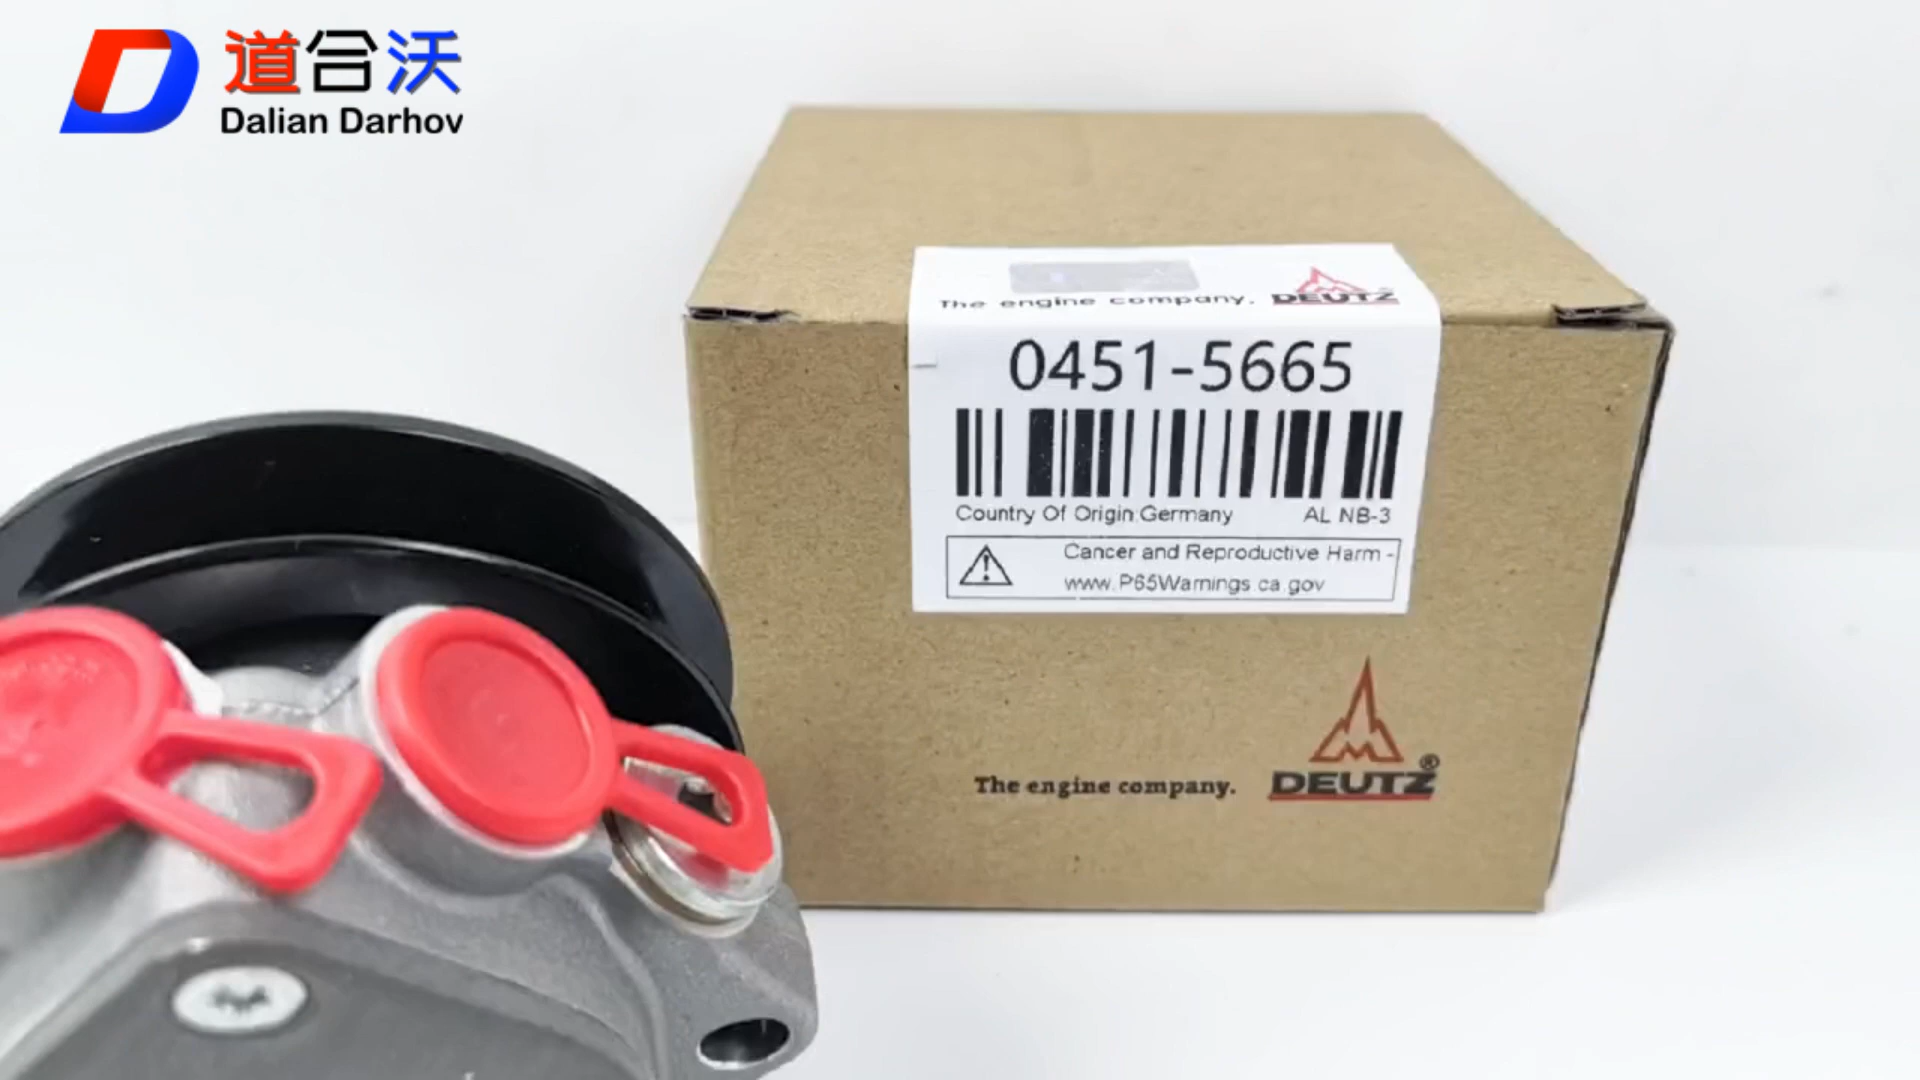 道合沃
Dalian Darhov
The engine company. DEUTZ
0451-5665
Country Of Origin:Germany AL NB-3
Cancer and Reproductive Harm -
www.P65Warnings.ca.gov
The engine company. DEUTZ®